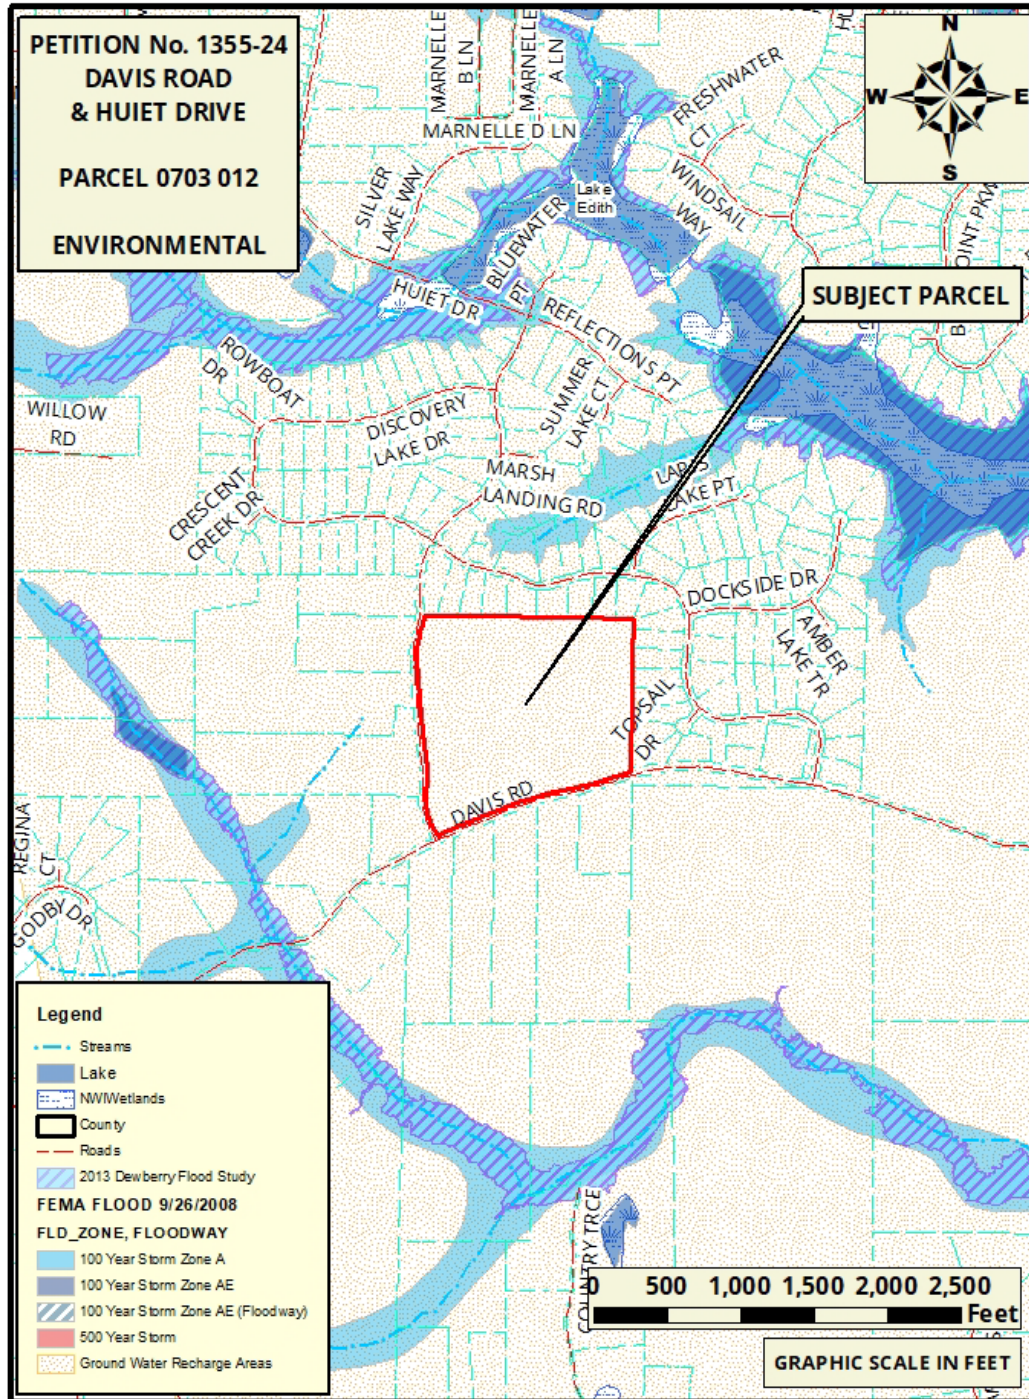 PETITION No. 1355-24
DAVIS ROAD
& HUIET DRIVE
PARCEL 0703 012
ENVIRONMENTAL
N
W
E
S
MARNELLE
B LN
MARNELLE
A LN
MARNELLE D LN
FRESHWATER
CT
WINDSAIL
WAY
SILVER
LAKE WAY
Lake
Edith
BLUEWATER
PT
HUIET DR
REFLECTIONS PT
SUBJECT PARCEL
ROWBOAT
DR
WILLOW
RD
DISCOVERY
LAKE DR
SUMMER
LAKE CT
MARSH
LANDING RD
LAKE PT
CRESCENT
CREEK DR
DOCKSIDE DR
AMBER
LAKE TR
TOPSAIL
DR
DAVIS RD
REGINA
CT
GODBY DR
COUNTRY TRCE
Legend
Streams
Lake
NWIWetlands
County
Roads
2013 Dewberry Flood Study
FEMA FLOOD 9/26/2008
FLD_ZONE, FLOODWAY
100 Year Storm Zone A
100 Year Storm Zone AE
100 Year Storm Zone AE (Floodway)
500 Year Storm
Ground Water Recharge Areas
0 500 1,000 1,500 2,000 2,500
Feet
GRAPHIC SCALE IN FEET